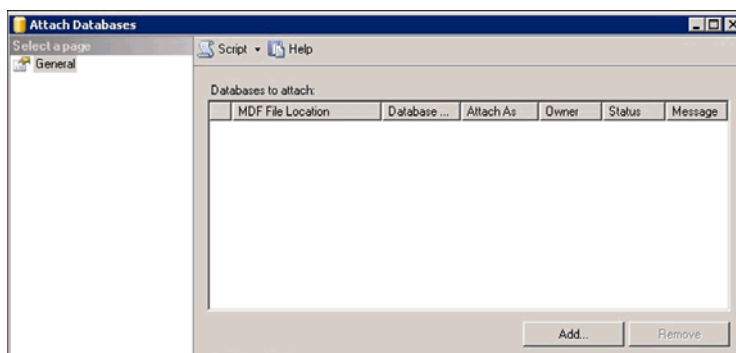 Attach Databases
Select a page
General
Script Help
Databases to attach:
MDF File Location Database ... Attach As Owner Status Message
Add... Remove